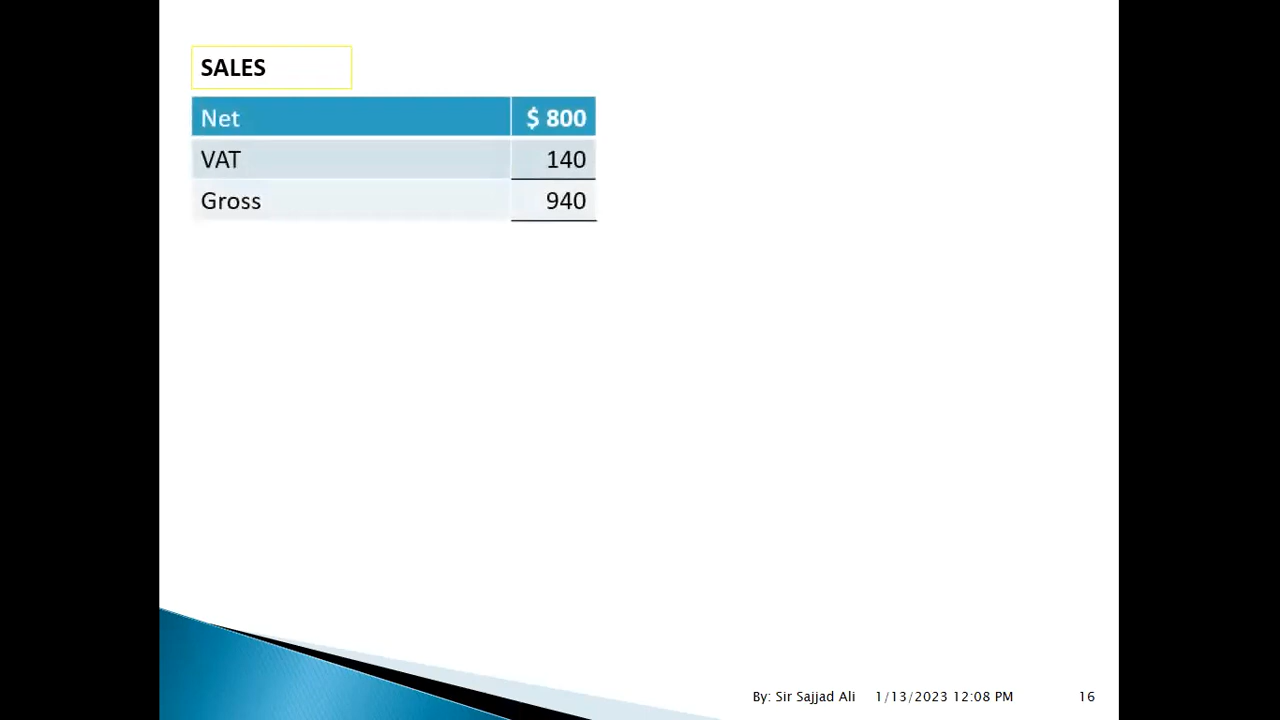 SALES
Net $ 800
VAT 140
Gross 940
By: Sir Sajjad Ali 1/13/2023 12:08 PM 16